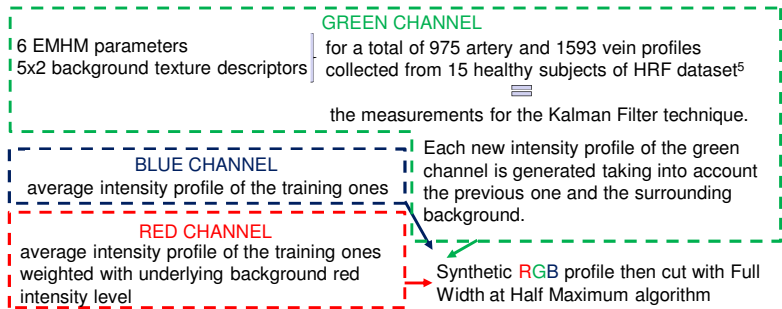 GREEN CHANNEL
6 EMHM parameters
5x2 background texture descriptors
for a total of 975 artery and 1593 vein profiles
collected from 15 healthy subjects of HRF dataset5
the measurements for the Kalman Filter technique.
Each new intensity profile of the green
channel is generated taking into account
the previous one and the surrounding
background.
BLUE CHANNEL
average intensity profile of the training ones
RED CHANNEL
average intensity profile of the training ones
weighted with underlying background red
intensity level
Synthetic RGB profile then cut with Full
Width at Half Maximum algorithm